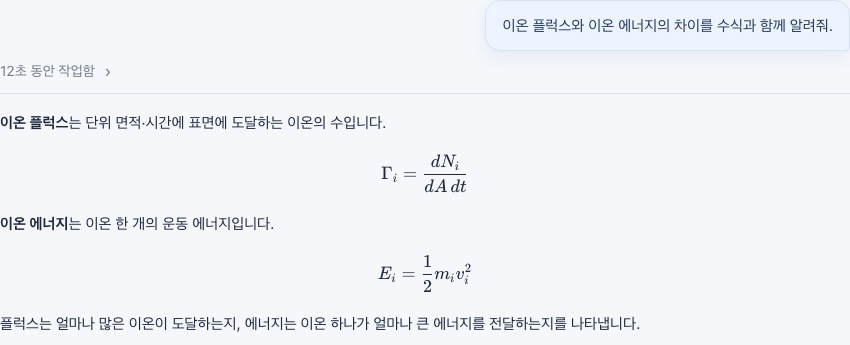 이온 플럭스와 이온 에너지의 차이를 수식과 함께 알려줘.
12초 동안 작업함 >
이온 플럭스는 단위 면적·시간에 표면에 도달하는 이온의 수입니다.
Γᵢ = dNᵢ / (dA dt)
이온 에너지는 이온 한 개의 운동 에너지입니다.
Eᵢ = 1/2 mᵢvᵢ²
플럭스는 얼마나 많은 이온이 도달하는지, 에너지는 이온 하나가 얼마나 큰 에너지를 전달하는지를 나타냅니다.